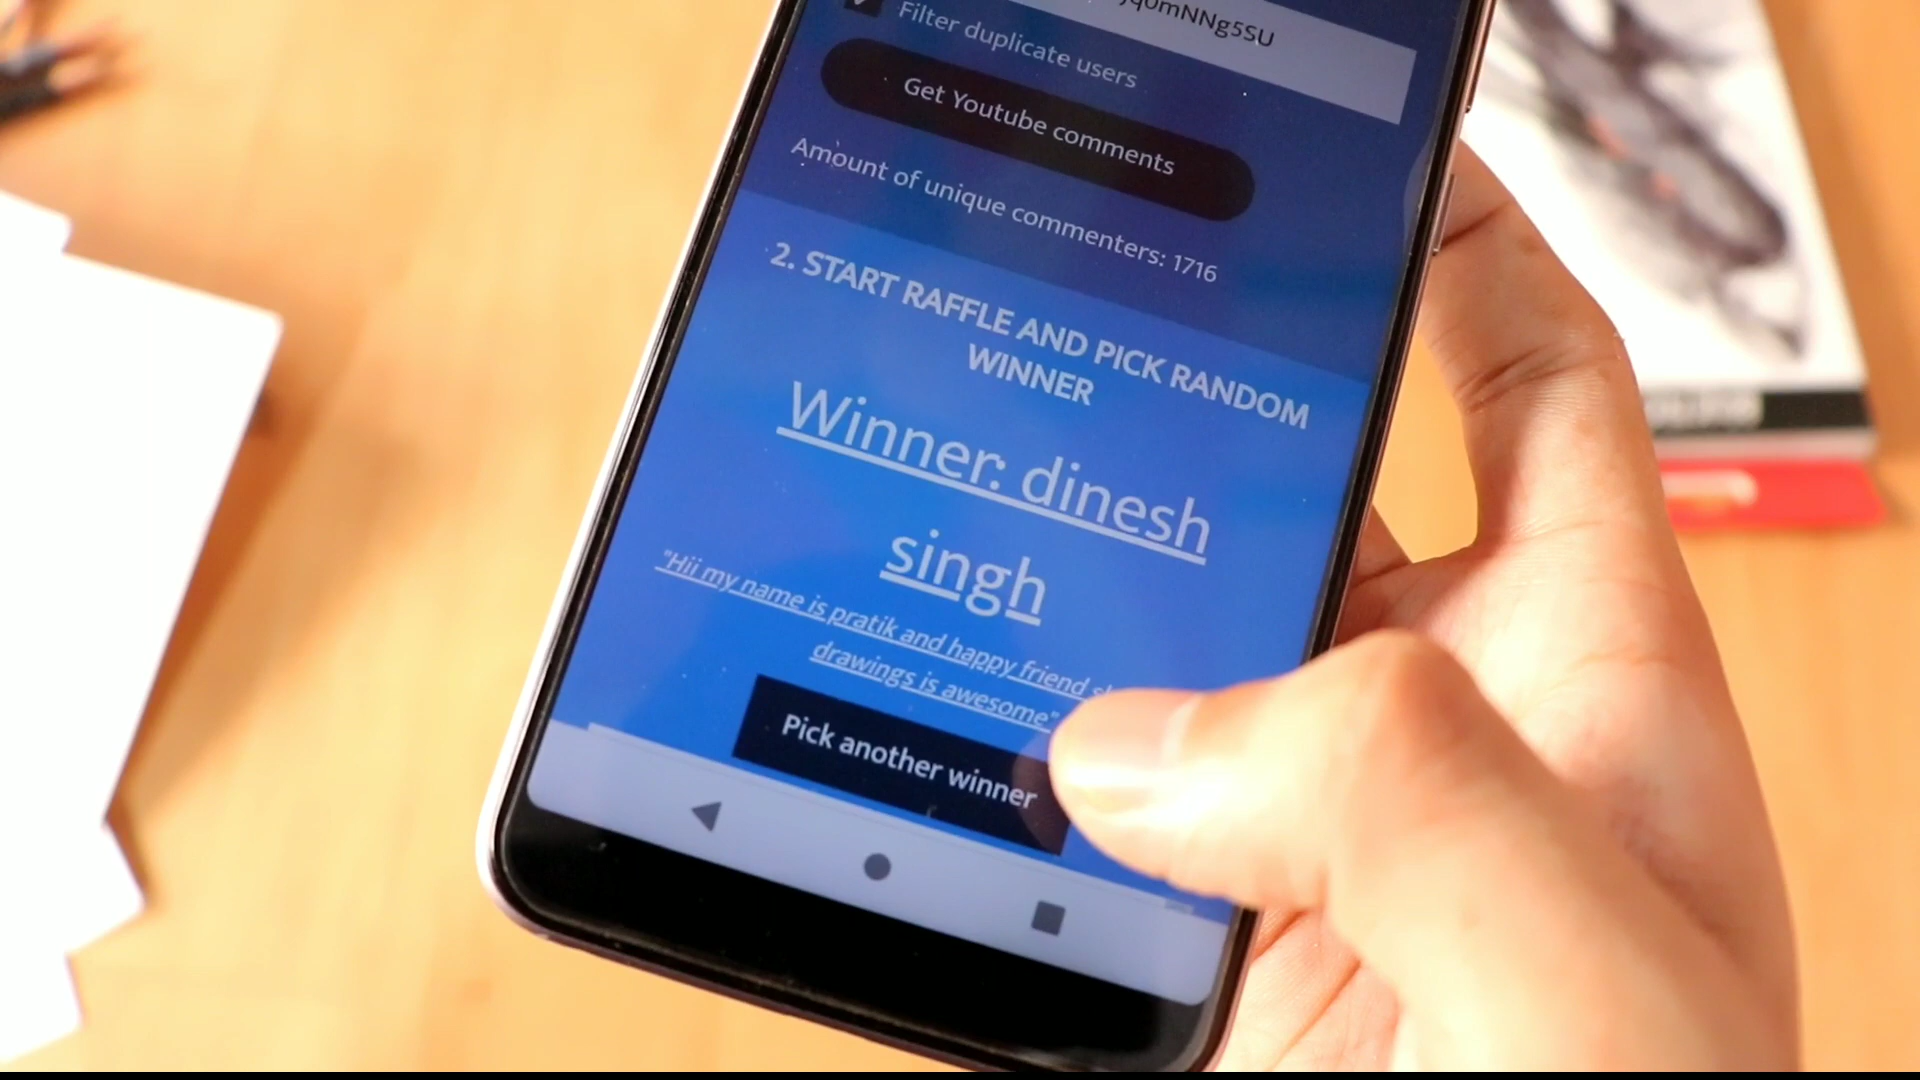 jq0mNNg5SU
Filter duplicate users
Get Youtube comments
Amount of unique commenters: 1716
2. START RAFFLE AND PICK RANDOM
WINNER
Winner: dinesh
singh
"Hii my name is pratik and happy friend
drawings is awesome"
Pick another winner